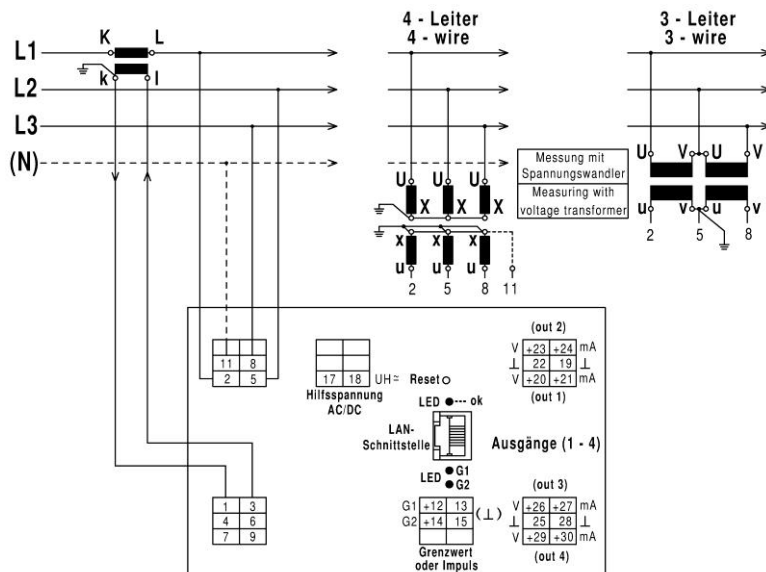 4 - Leiter
4 - wire
3 - Leiter
3 - wire
K L
L1
k l
L2
L3
(N)
U U U
X X X
x x x
u u u
2 5 8 11
Messung mit
Spannungswandler
Measuring with
voltage transformer
U V U V
u v u v
2 5 8
11 8
2 5
17 18 UH≃
Hilfsspannung
AC/DC
Reset
LED --- ok
LAN-
Schnittstelle
LED G1
G2
Ausgänge (1 - 4)
(out 2)
V +23 +24 mA
⊥ 22 19 ⊥
V +20 +21 mA
(out 1)
1 3
4 6
7 9
G1 +12 13
G2 +14 15 (⊥)
Grenzwert
oder Impuls
(out 3)
V +26 +27 mA
⊥ 25 28 ⊥
V +29 +30 mA
(out 4)